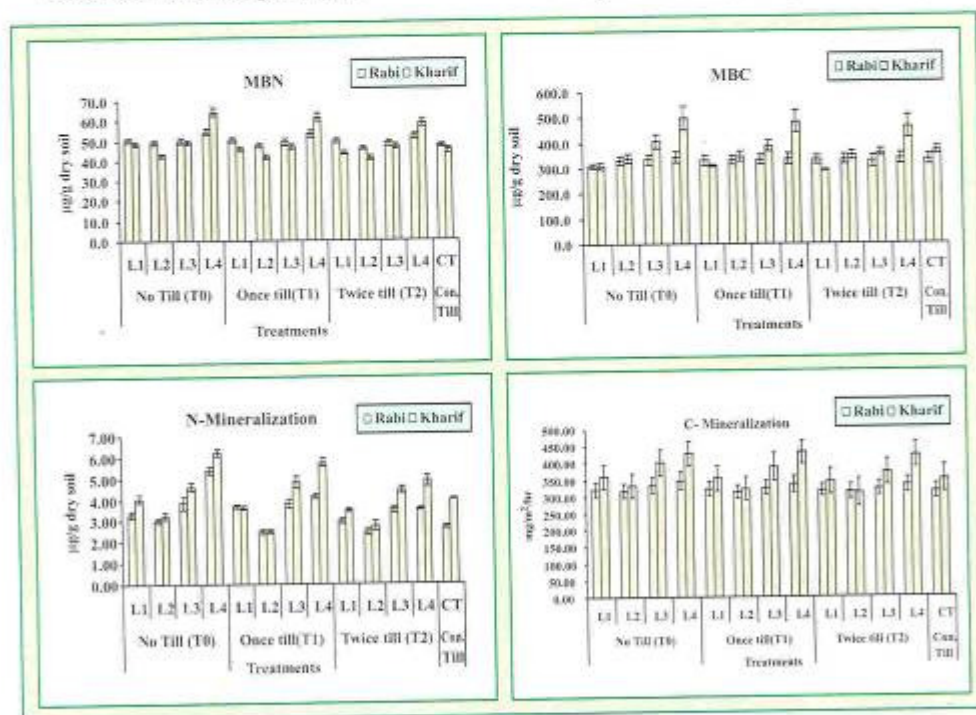 MBN
Rabi Kharif
70.0
60.0
50.0
40.0
30.0
20.0
10.0
0.0
µg/g dry soil
L1 L2 L3 L4 L1 L2 L3 L4 L1 L2 L3 L4 CT
No Till (T0) Once till(T1) Twice till (T2) Con.
Till
Treatments
MBC
Rabi Kharif
600.0
500.0
400.0
300.0
200.0
100.0
0.0
µg/g dry soil
L1 L2 L3 L4 L1 L2 L3 L4 L1 L2 L3 L4 CT
No Till (T0) Once till(T1) Twice till (T2) Con.
Till
Treatments
N-Mineralization
Rabi Kharif
7.00
6.00
5.00
4.00
3.00
2.00
1.00
0.00
µg/g dry soil
L1 L2 L3 L4 L1 L2 L3 L4 L1 L2 L3 L4 CT
No Till (T0) Once till(T1) Twice till (T2) Con.
Till
Treatments
C- Mineralization
Rabi Kharif
500.00
450.00
400.00
350.00
300.00
250.00
200.00
150.00
100.00
50.00
0.00
mg/m²/hr
L1 L2 L3 L4 L1 L2 L3 L4 L1 L2 L3 L4 CT
No Till (T0) Once till(T1) Twice till (T2) Con.
Till
Treatments